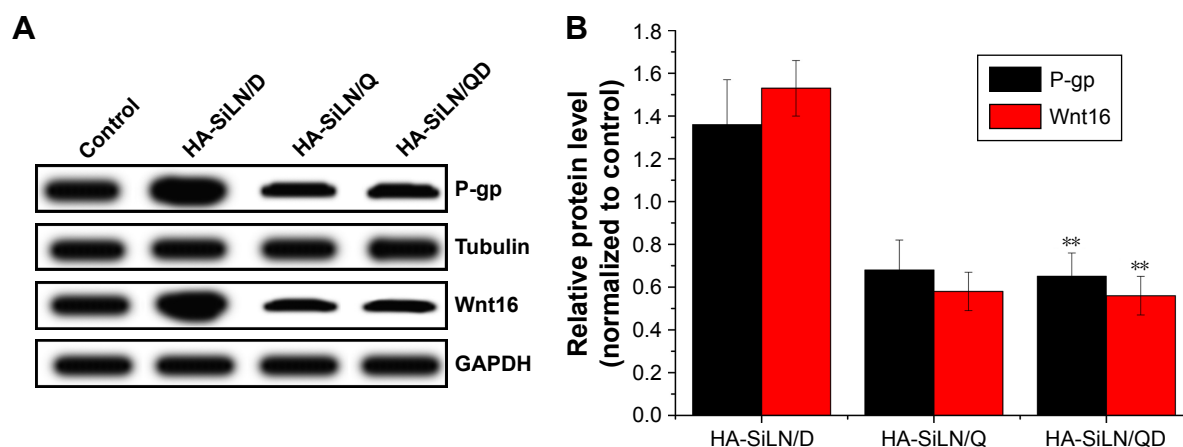 A
Control
HA-SiLN/D
HA-SiLN/Q
HA-SiLN/QD
P-gp
Tubulin
Wnt16
GAPDH
B
Relative protein level
(normalized to control)
1.8
1.6
1.4
1.2
1.0
0.8
0.6
0.4
0.2
0.0
P-gp
Wnt16
**
**
HA-SiLN/D
HA-SiLN/Q
HA-SiLN/QD